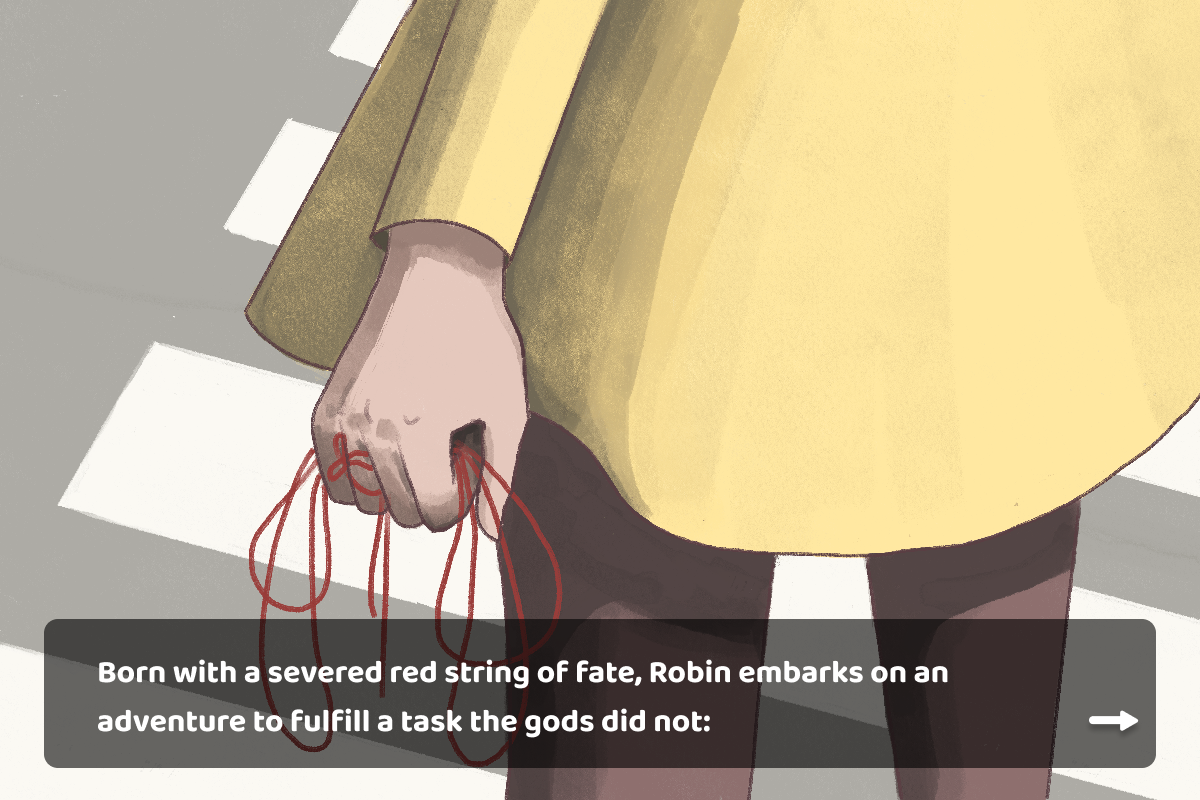 Born with a severed red string of fate, Robin embarks on an
adventure to fulfill a task the gods did not: